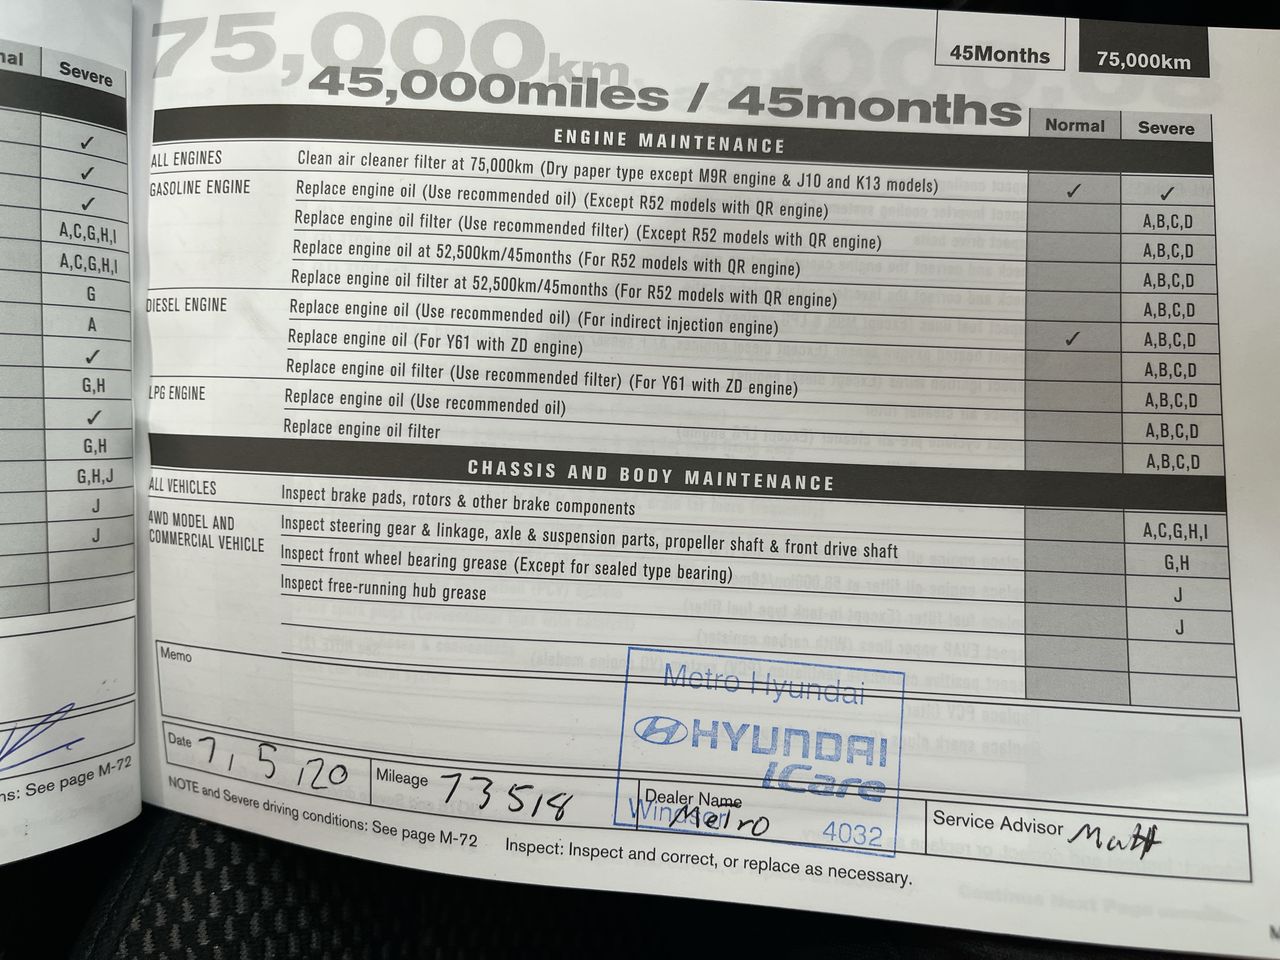 nal
Severe
✓
✓
✓
A,C,G,H,I
A,C,G,H,I
G
A
✓
G,H
✓
G,H
G,H,J
J
J
ns: See page M-72
75,000km
45,000miles / 45months
45Months
75,000km
Normal
Severe
ENGINE MAINTENANCE
ALL ENGINES Clean air cleaner filter at 75,000km (Dry paper type except M9R engine & J10 and K13 models) ✓ ✓
GASOLINE ENGINE Replace engine oil (Use recommended oil) (Except R52 models with QR engine) A,B,C,D
Replace engine oil filter (Use recommended filter) (Except R52 models with QR engine) A,B,C,D
Replace engine oil at 52,500km/45months (For R52 models with QR engine) A,B,C,D
Replace engine oil filter at 52,500km/45months (For R52 models with QR engine) A,B,C,D
DIESEL ENGINE Replace engine oil (Use recommended oil) (For indirect injection engine) ✓ A,B,C,D
Replace engine oil (For Y61 with ZD engine) A,B,C,D
Replace engine oil filter (Use recommended filter) (For Y61 with ZD engine) A,B,C,D
LPG ENGINE Replace engine oil (Use recommended oil) A,B,C,D
Replace engine oil filter A,B,C,D
CHASSIS AND BODY MAINTENANCE
ALL VEHICLES Inspect brake pads, rotors & other brake components A,C,G,H,I
4WD MODEL AND COMMERCIAL VEHICLE Inspect steering gear & linkage, axle & suspension parts, propeller shaft & front drive shaft G,H
Inspect front wheel bearing grease (Except for sealed type bearing) J
Inspect free-running hub grease J
Memo
Metro Hyundai
HYUNDAI
iCare
Windsor 4032
Date 7, 5, 20
Mileage 73518
Dealer Name Metro
Service Advisor Matt
NOTE and Severe driving conditions: See page M-72
Inspect: Inspect and correct, or replace as necessary.